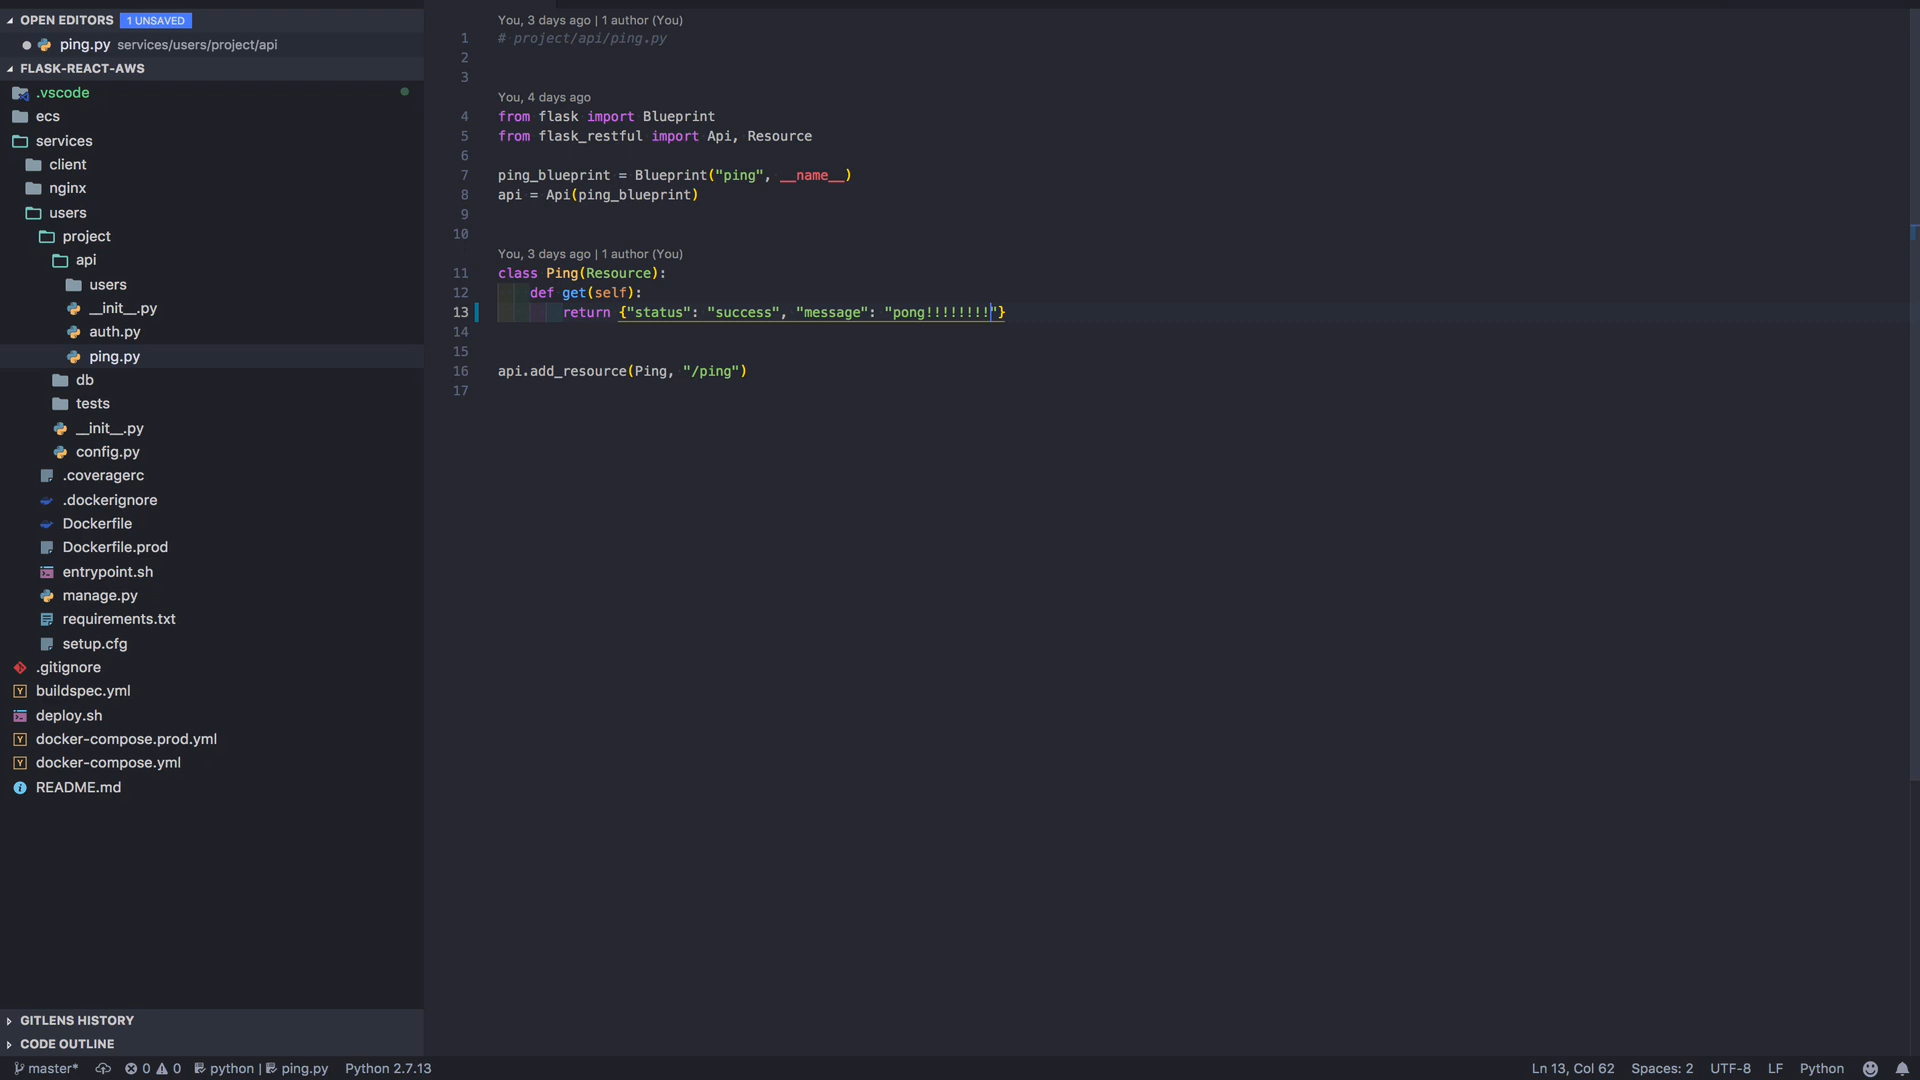 OPEN EDITORS 1 UNSAVED
ping.py services/users/project/api
FLASK-REACT-AWS
.vscode
ecs
services
client
nginx
users
project
api
users
__init__.py
auth.py
ping.py
db
tests
__init__.py
config.py
.coveragerc
.dockerignore
Dockerfile
Dockerfile.prod
entrypoint.sh
manage.py
requirements.txt
setup.cfg
.gitignore
buildspec.yml
deploy.sh
docker-compose.prod.yml
docker-compose.yml
README.md
GITLENS HISTORY
CODE OUTLINE
You, 3 days ago | 1 author (You)
1 # project/api/ping.py
2
3
You, 4 days ago
4 from flask import Blueprint
5 from flask_restful import Api, Resource
6
7 ping_blueprint = Blueprint("ping", __name__)
8 api = Api(ping_blueprint)
9
10
You, 3 days ago | 1 author (You)
11 class Ping(Resource):
12 def get(self):
13 return {"status": "success", "message": "pong!!!!!!!!"}
14
15
16 api.add_resource(Ping, "/ping")
17
master* 0 0 python | ping.py Python 2.7.13 Ln 13, Col 62 Spaces: 2 UTF-8 LF Python